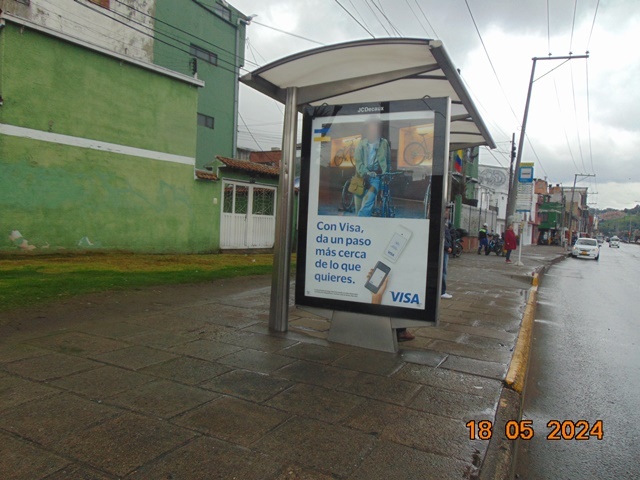 JCDecaux
Con Visa,
da un paso
más cerca
de lo que
quieres.
VISA
18 05 2024